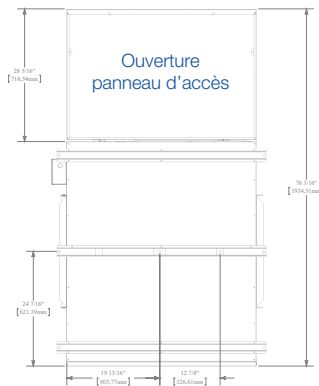 Ouverture
panneau d'accès
28 5/16"
[718,54mm]
76 3/16"
[1934,91mm]
24 7/16"
[621,19mm]
19 13/16"
[503,77mm]
12 7/8"
[326,61mm]